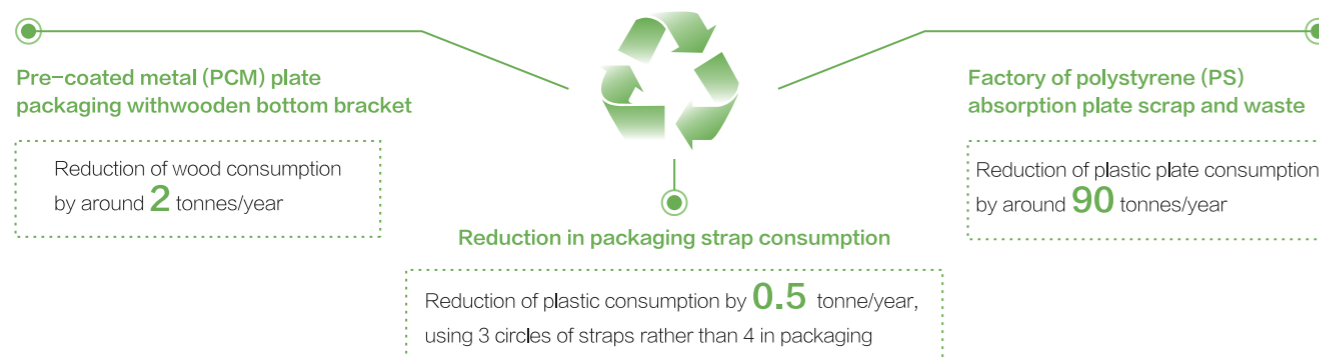 Pre-coated metal (PCM) plate
packaging withwooden bottom bracket
Reduction of wood consumption
by around 2 tonnes/year
Reduction in packaging strap consumption
Reduction of plastic consumption by 0.5 tonne/year,
using 3 circles of straps rather than 4 in packaging
Factory of polystyrene (PS)
absorption plate scrap and waste
Reduction of plastic plate consumption
by around 90 tonnes/year